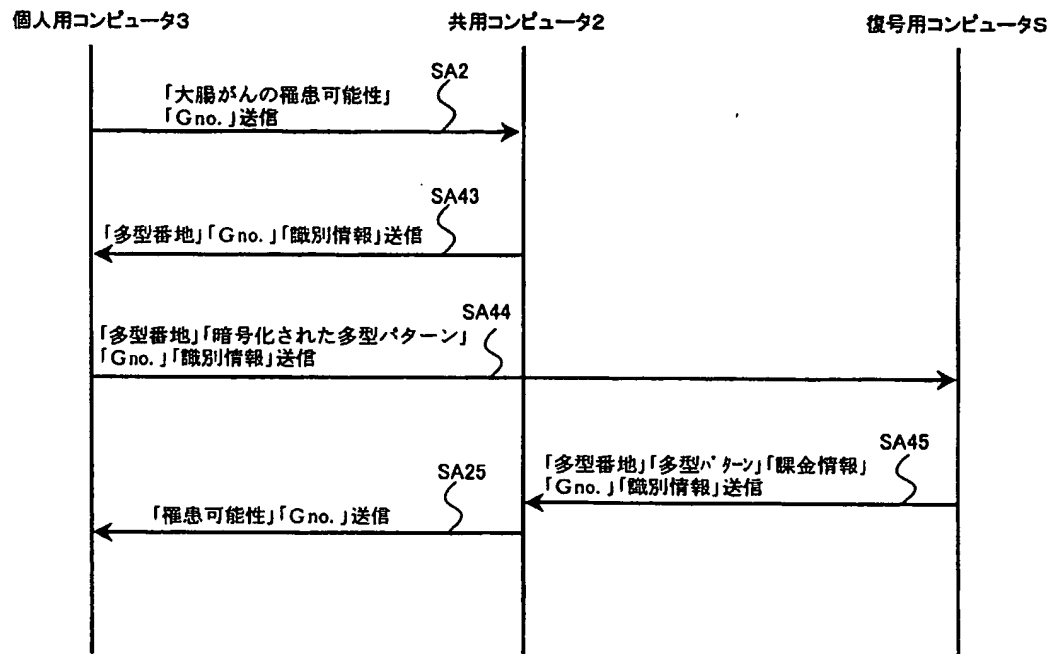 個人用コンピュータ3
共用コンピュータ2
復号用コンピュータS
SA2
「大腸がんの罹患可能性」
「Gno.」送信
SA43
「多型番地」「Gno.」「識別情報」送信
SA44
「多型番地」「暗号化された多型パターン」
「Gno.」「識別情報」送信
SA45
「多型番地」「多型パターン」「課金情報」
「Gno.」「識別情報」送信
SA25
「罹患可能性」「Gno.」送信